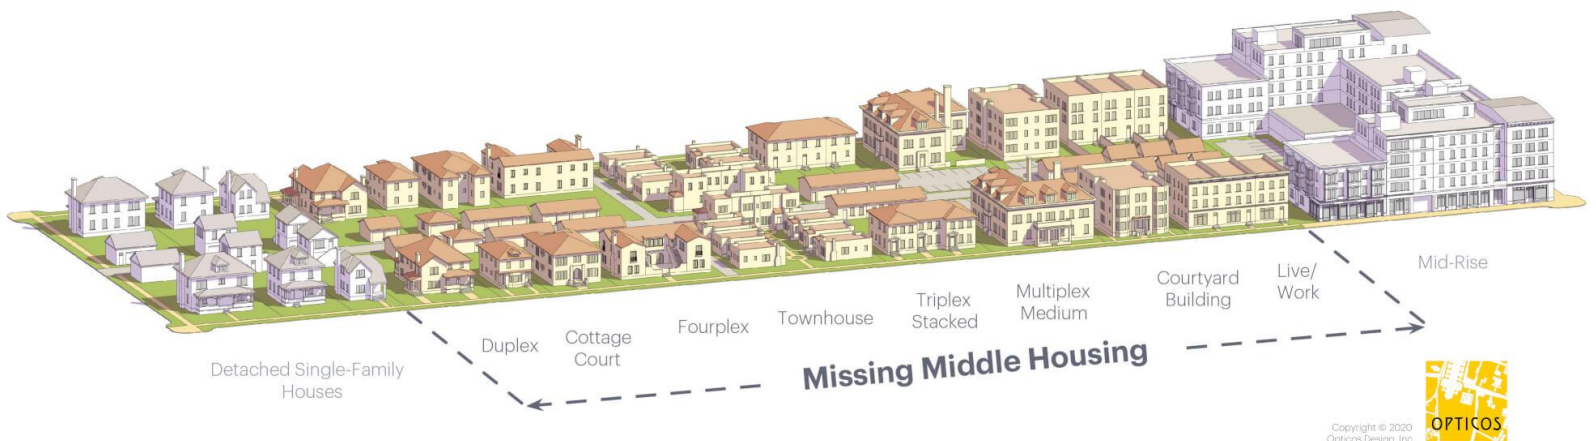 Detached Single-Family
Houses
Duplex
Cottage
Court
Fourplex
Townhouse
Triplex
Stacked
Multiplex
Medium
Courtyard
Building
Live/
Work
Mid-Rise
Missing Middle Housing
Copyright © 2020
Opticos Design, Inc
OPTICOS